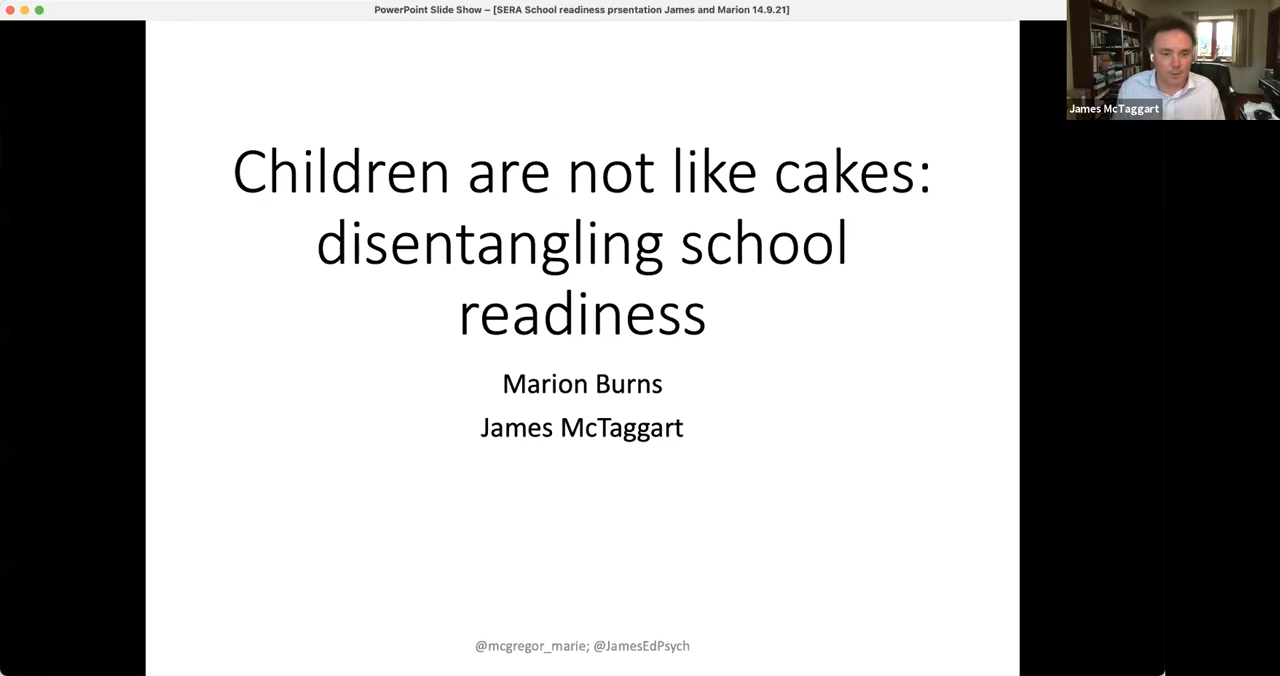 PowerPoint Slide Show – [SERA School readiness prsentation James and Marion 14.9.21]
James McTaggart
Children are not like cakes:
disentangling school
readiness
Marion Burns
James McTaggart
@mcgregor_marie; @JamesEdPsych